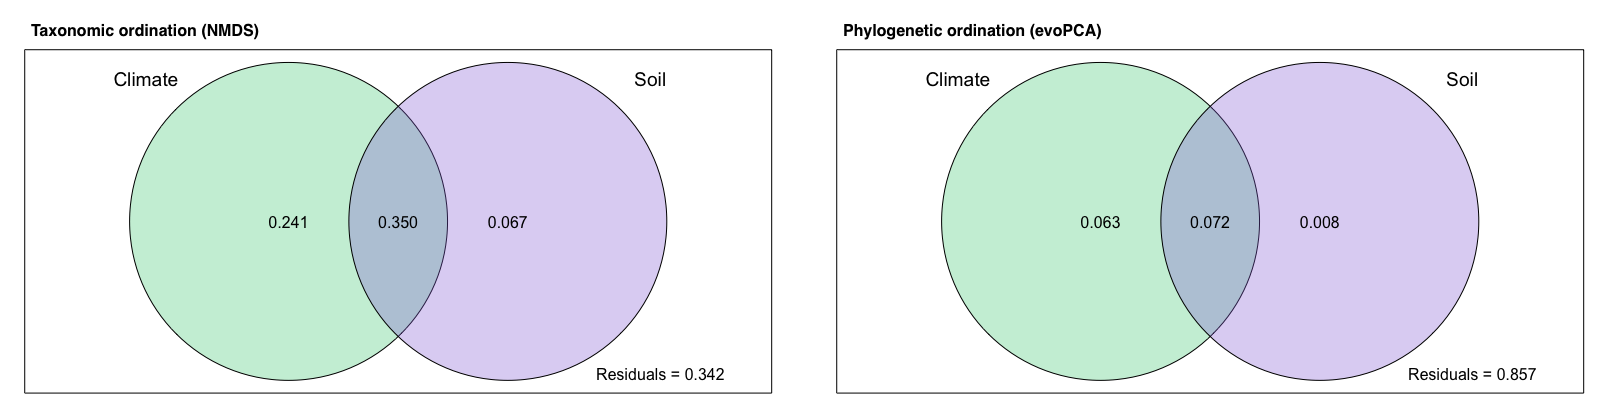 Taxonomic ordination (NMDS)
Climate
Soil
0.241
0.350
0.067
Residuals = 0.342
Phylogenetic ordination (evoPCA)
Climate
Soil
0.063
0.072
0.008
Residuals = 0.857